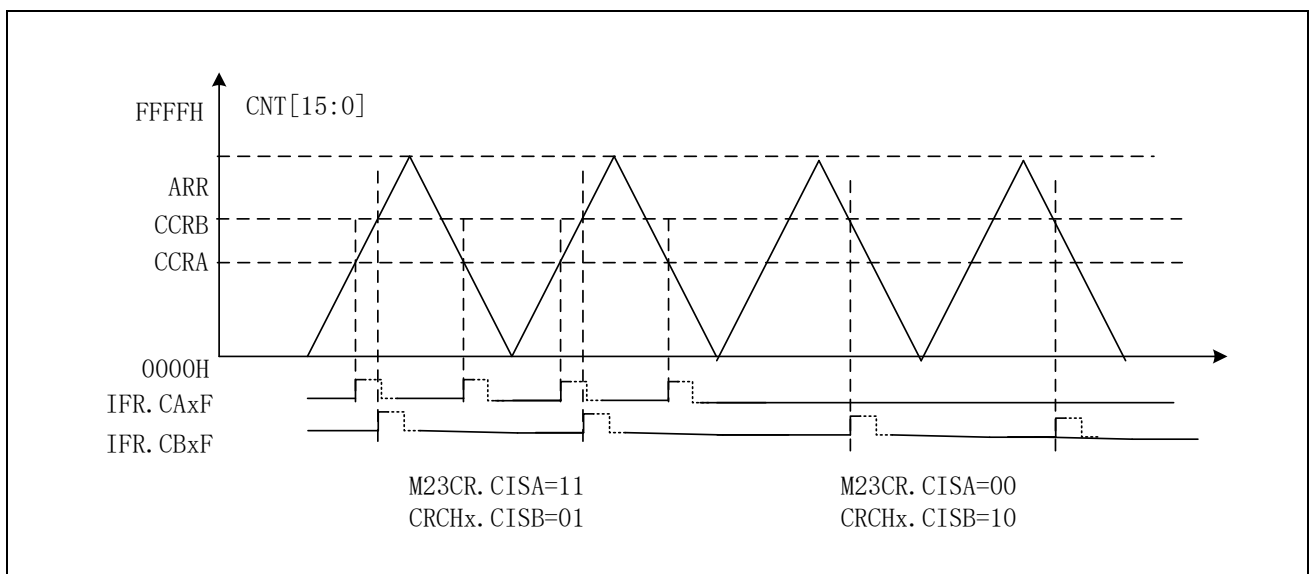 FFFFH
CNT[15:0]
ARR
CCRB
CCRA
0000H
IFR.CAxF
IFR.CBxF
M23CR.CISA=11
CRCHx.CISB=01
M23CR.CISA=00
CRCHx.CISB=10